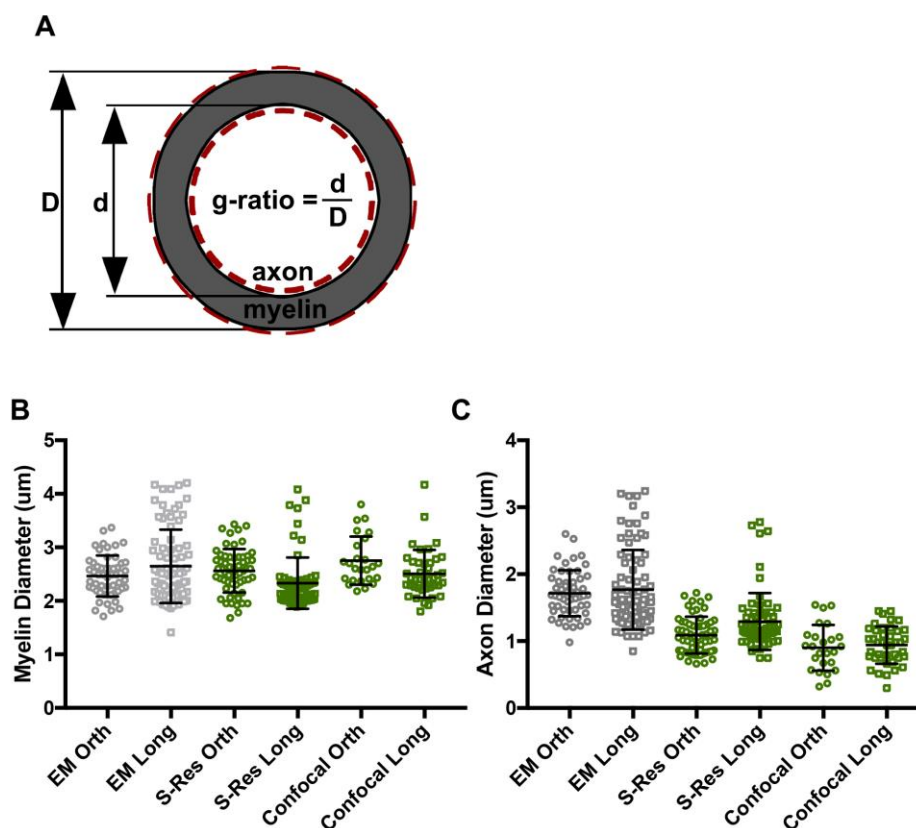 A
D
d
g-ratio = d
D
axon
myelin
B
Myelin Diameter (um)
5
4
3
2
1
0
EM Orth
EM Long
S-Res Orth
S-Res Long
Confocal Orth
Confocal Long
C
Axon Diameter (um)
4
3
2
1
0
EM Orth
EM Long
S-Res Orth
S-Res Long
Confocal Orth
Confocal Long